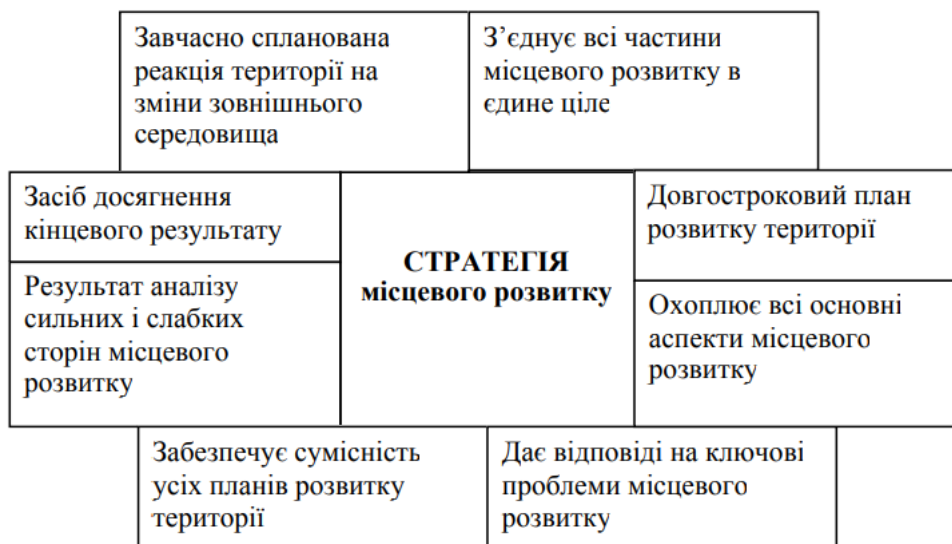 Завчасно спланована
реакція території на
зміни зовнішнього
середовища
З’єднує всі частини
місцевого розвитку в
єдине ціле
Засіб досягнення
кінцевого результату
Результат аналізу
сильних і слабких
сторін місцевого
розвитку
СТРАТЕГІЯ
місцевого розвитку
Довгостроковий план
розвитку території
Охоплює всі основні
аспекти місцевого
розвитку
Забезпечує сумісність
усіх планів розвитку
території
Дає відповіді на ключові
проблеми місцевого
розвитку